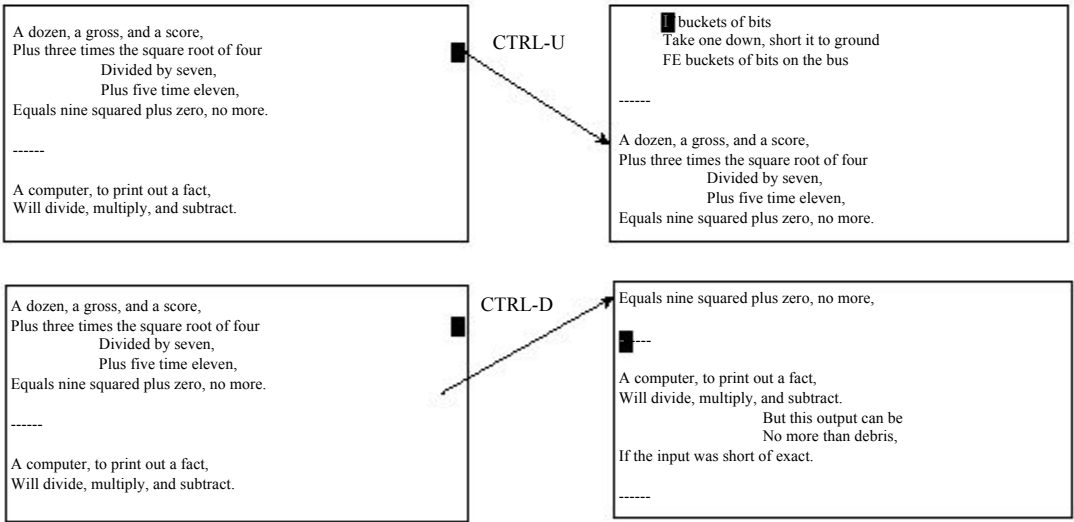 A dozen, a gross, and a score,
Plus three times the square root of four
Divided by seven,
Plus five time eleven,
Equals nine squared plus zero, no more.
------
A computer, to print out a fact,
Will divide, multiply, and subtract.
CTRL-U
buckets of bits
Take one down, short it to ground
FE buckets of bits on the bus
------
A dozen, a gross, and a score,
Plus three times the square root of four
Divided by seven,
Plus five time eleven,
Equals nine squared plus zero, no more.
A dozen, a gross, and a score,
Plus three times the square root of four
Divided by seven,
Plus five time eleven,
Equals nine squared plus zero, no more.
------
A computer, to print out a fact,
Will divide, multiply, and subtract.
CTRL-D
Equals nine squared plus zero, no more,
------
A computer, to print out a fact,
Will divide, multiply, and subtract.
But this output can be
No more than debris,
If the input was short of exact.
------